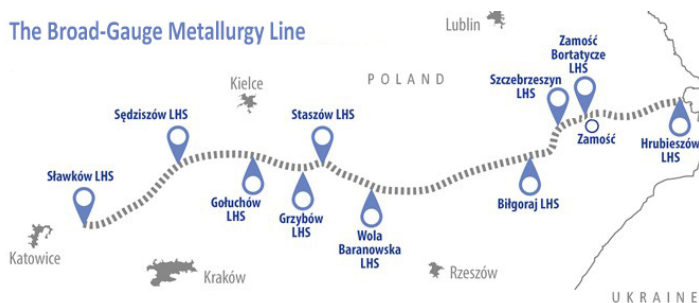 The Broad-Gauge Metallurgy Line
Lublin
Zamość
Bortatycze
LHS
Kielce
POLAND
Szczebrzeszyn
LHS
Sędziszów LHS
Staszów LHS
Zamość
Hrubieszów
LHS
Sławków LHS
Gołuchów
LHS
Grzybów
LHS
Biłgoraj LHS
Wola
Baranowska
LHS
Katowice
Kraków
Rzeszów
UKRAINE